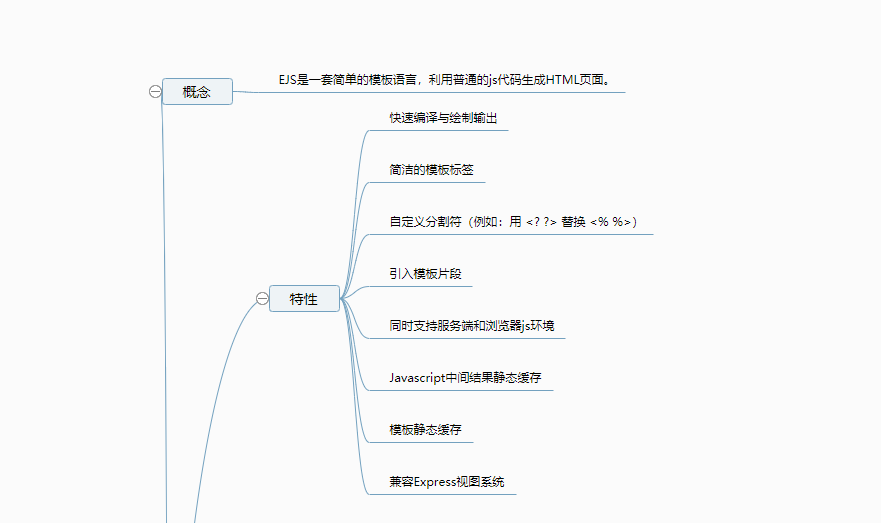 概念
EJS是一套简单的模板语言，利用普通的js代码生成HTML页面。
特性
快速编译与绘制输出
简洁的模板标签
自定义分割符（例如：用 <? ?> 替换 <% %>）
引入模板片段
同时支持服务端和浏览器js环境
Javascript中间结果静态缓存
模板静态缓存
兼容Express视图系统